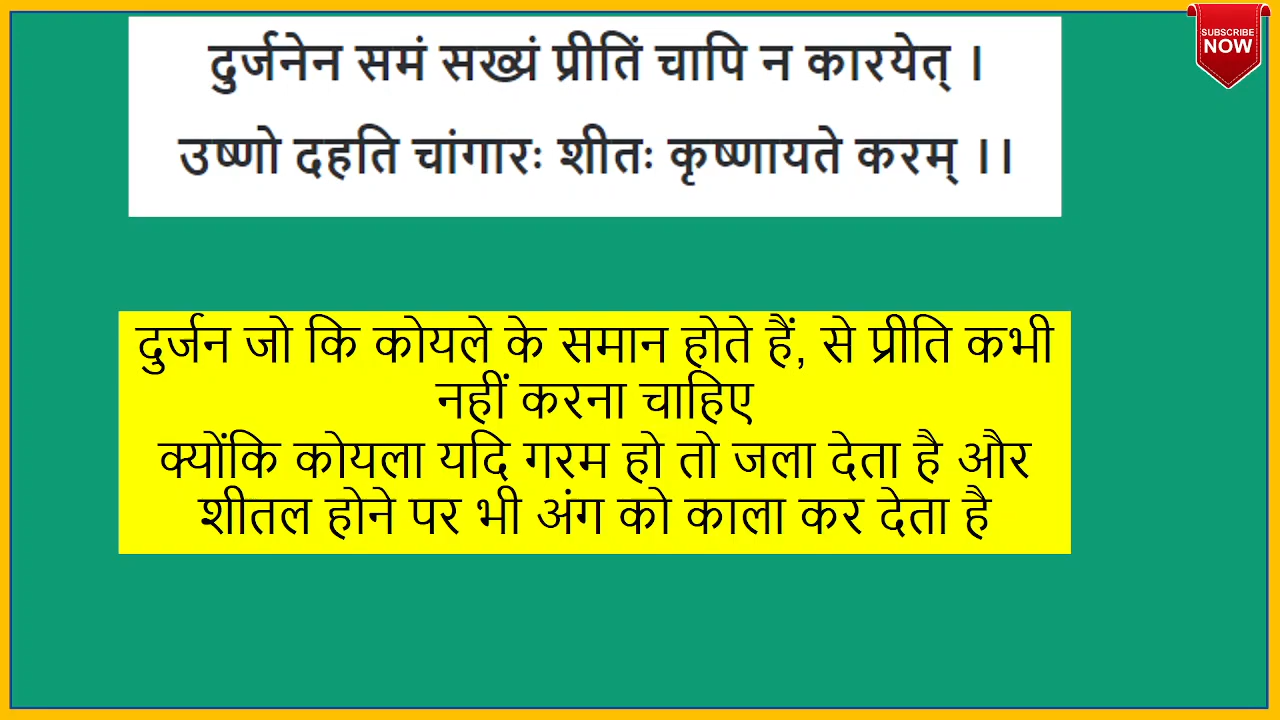 SUBSCRIBE
NOW
दुर्जनेन समं सख्यं प्रीतिं चापि न कारयेत् ।
उष्णो दहति चांगारः शीतः कृष्णायते करम् ।।
दुर्जन जो कि कोयले के समान होते हैं, से प्रीति कभी
नहीं करना चाहिए
क्योंकि कोयला यदि गरम हो तो जला देता है और
शीतल होने पर भी अंग को काला कर देता है